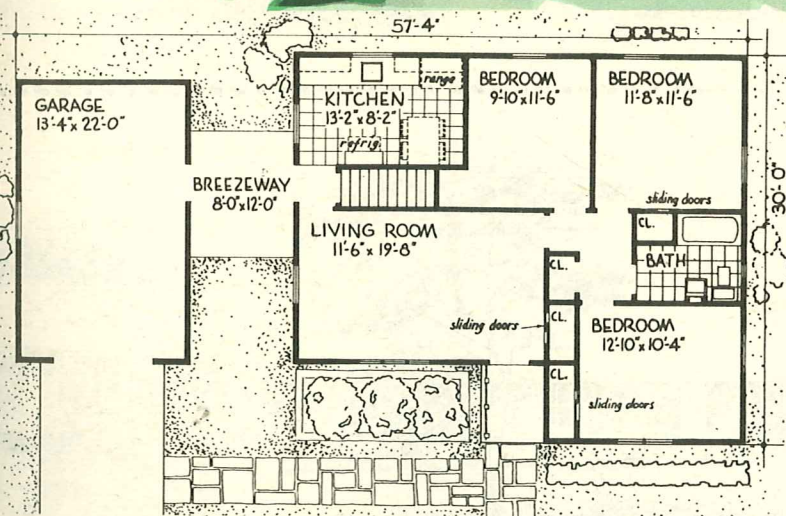 57'-4"
GARAGE
13'-4" x 22'-0"
KITCHEN
13'-2" x 8'-2"
range
refrig.
BEDROOM
9'-10" x 11'-6"
BEDROOM
11'-8" x 11'-6"
sliding doors
30'-0"
BREEZEWAY
8'-0" x 12'-0"
LIVING ROOM
11'-6" x 19'-8"
CL.
BATH
CL.
sliding doors
CL.
BEDROOM
12'-10" x 10'-4"
CL.
sliding doors